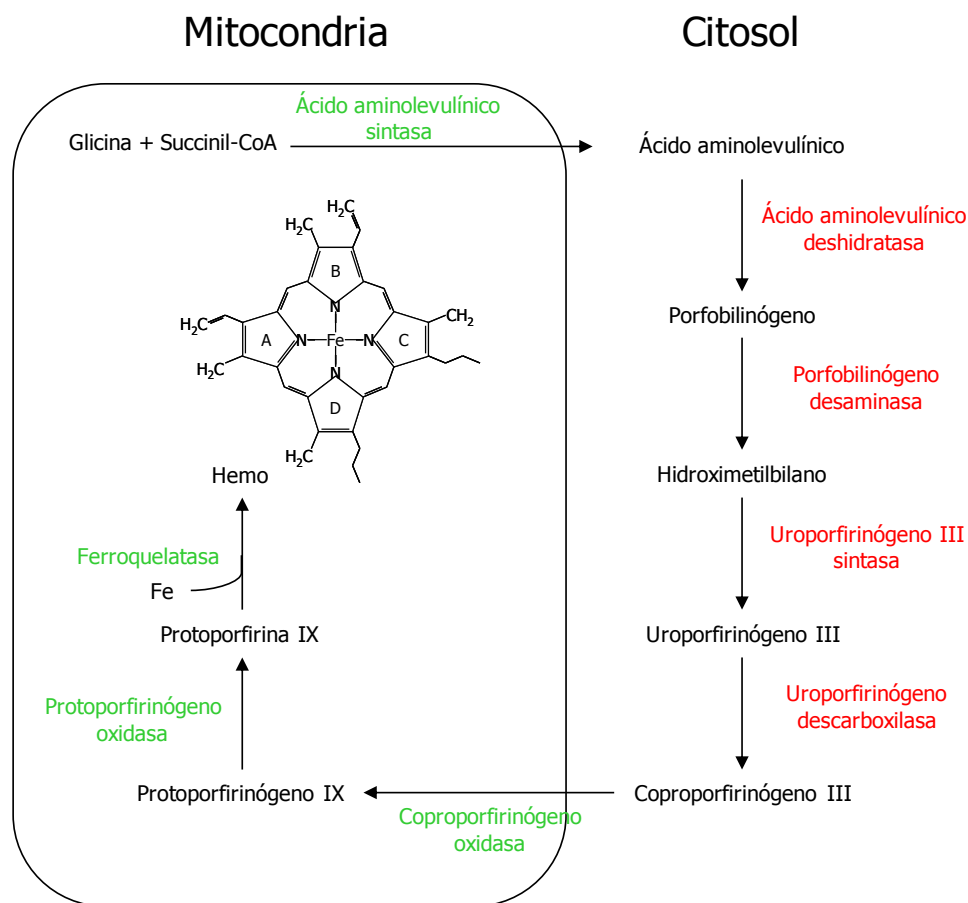 Mitocondria
Citosol
Ácido aminolevulínico
sintasa
Glicina + Succinil-CoA
Ácido aminolevulínico
Ácido aminolevulínico
deshidratasa
Porfobilinógeno
Porfobilinógeno
desaminasa
Hidroximetilbilano
Uroporfirinógeno III
sintasa
Uroporfirinógeno III
Uroporfirinógeno
descarboxilasa
Coproporfirinógeno III
Coproporfirinógeno
oxidasa
Protoporfirinógeno IX
Protoporfirinógeno
oxidasa
Protoporfirina IX
Fe
Ferroquelatasa
Hemo
H₂C
H₂C
B
N
H₂C
A
N
Fe
N
C
CH₂
H₂C
N
D
H₂C